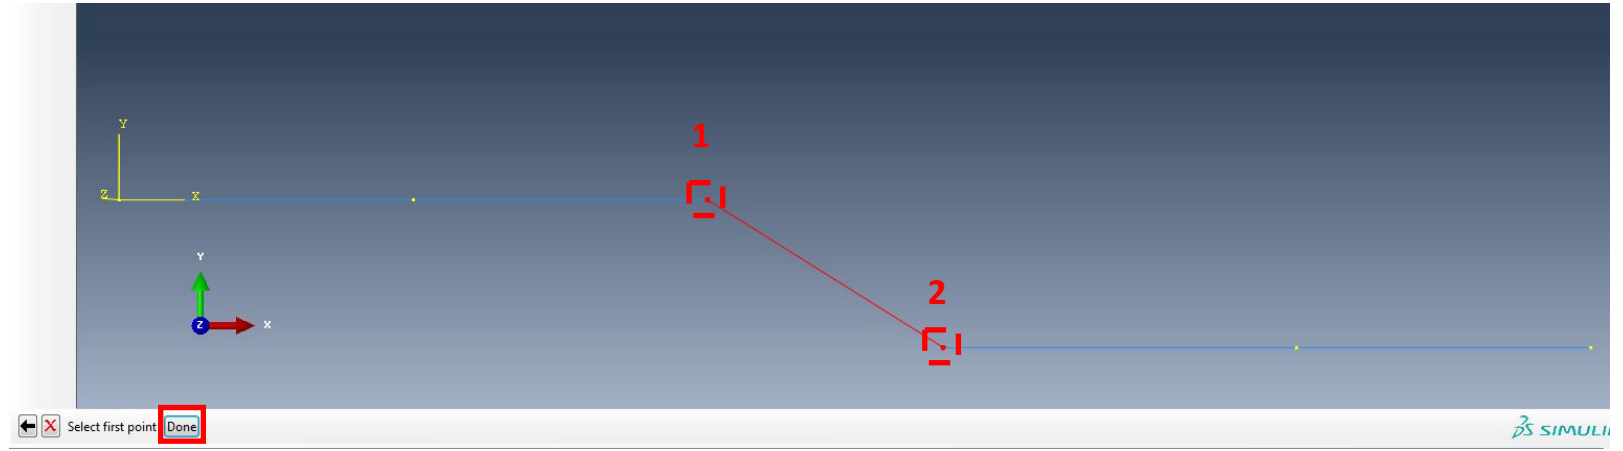 Y
1
Z
X
Y
2
Z
X
Select first point
Done
SIMULI